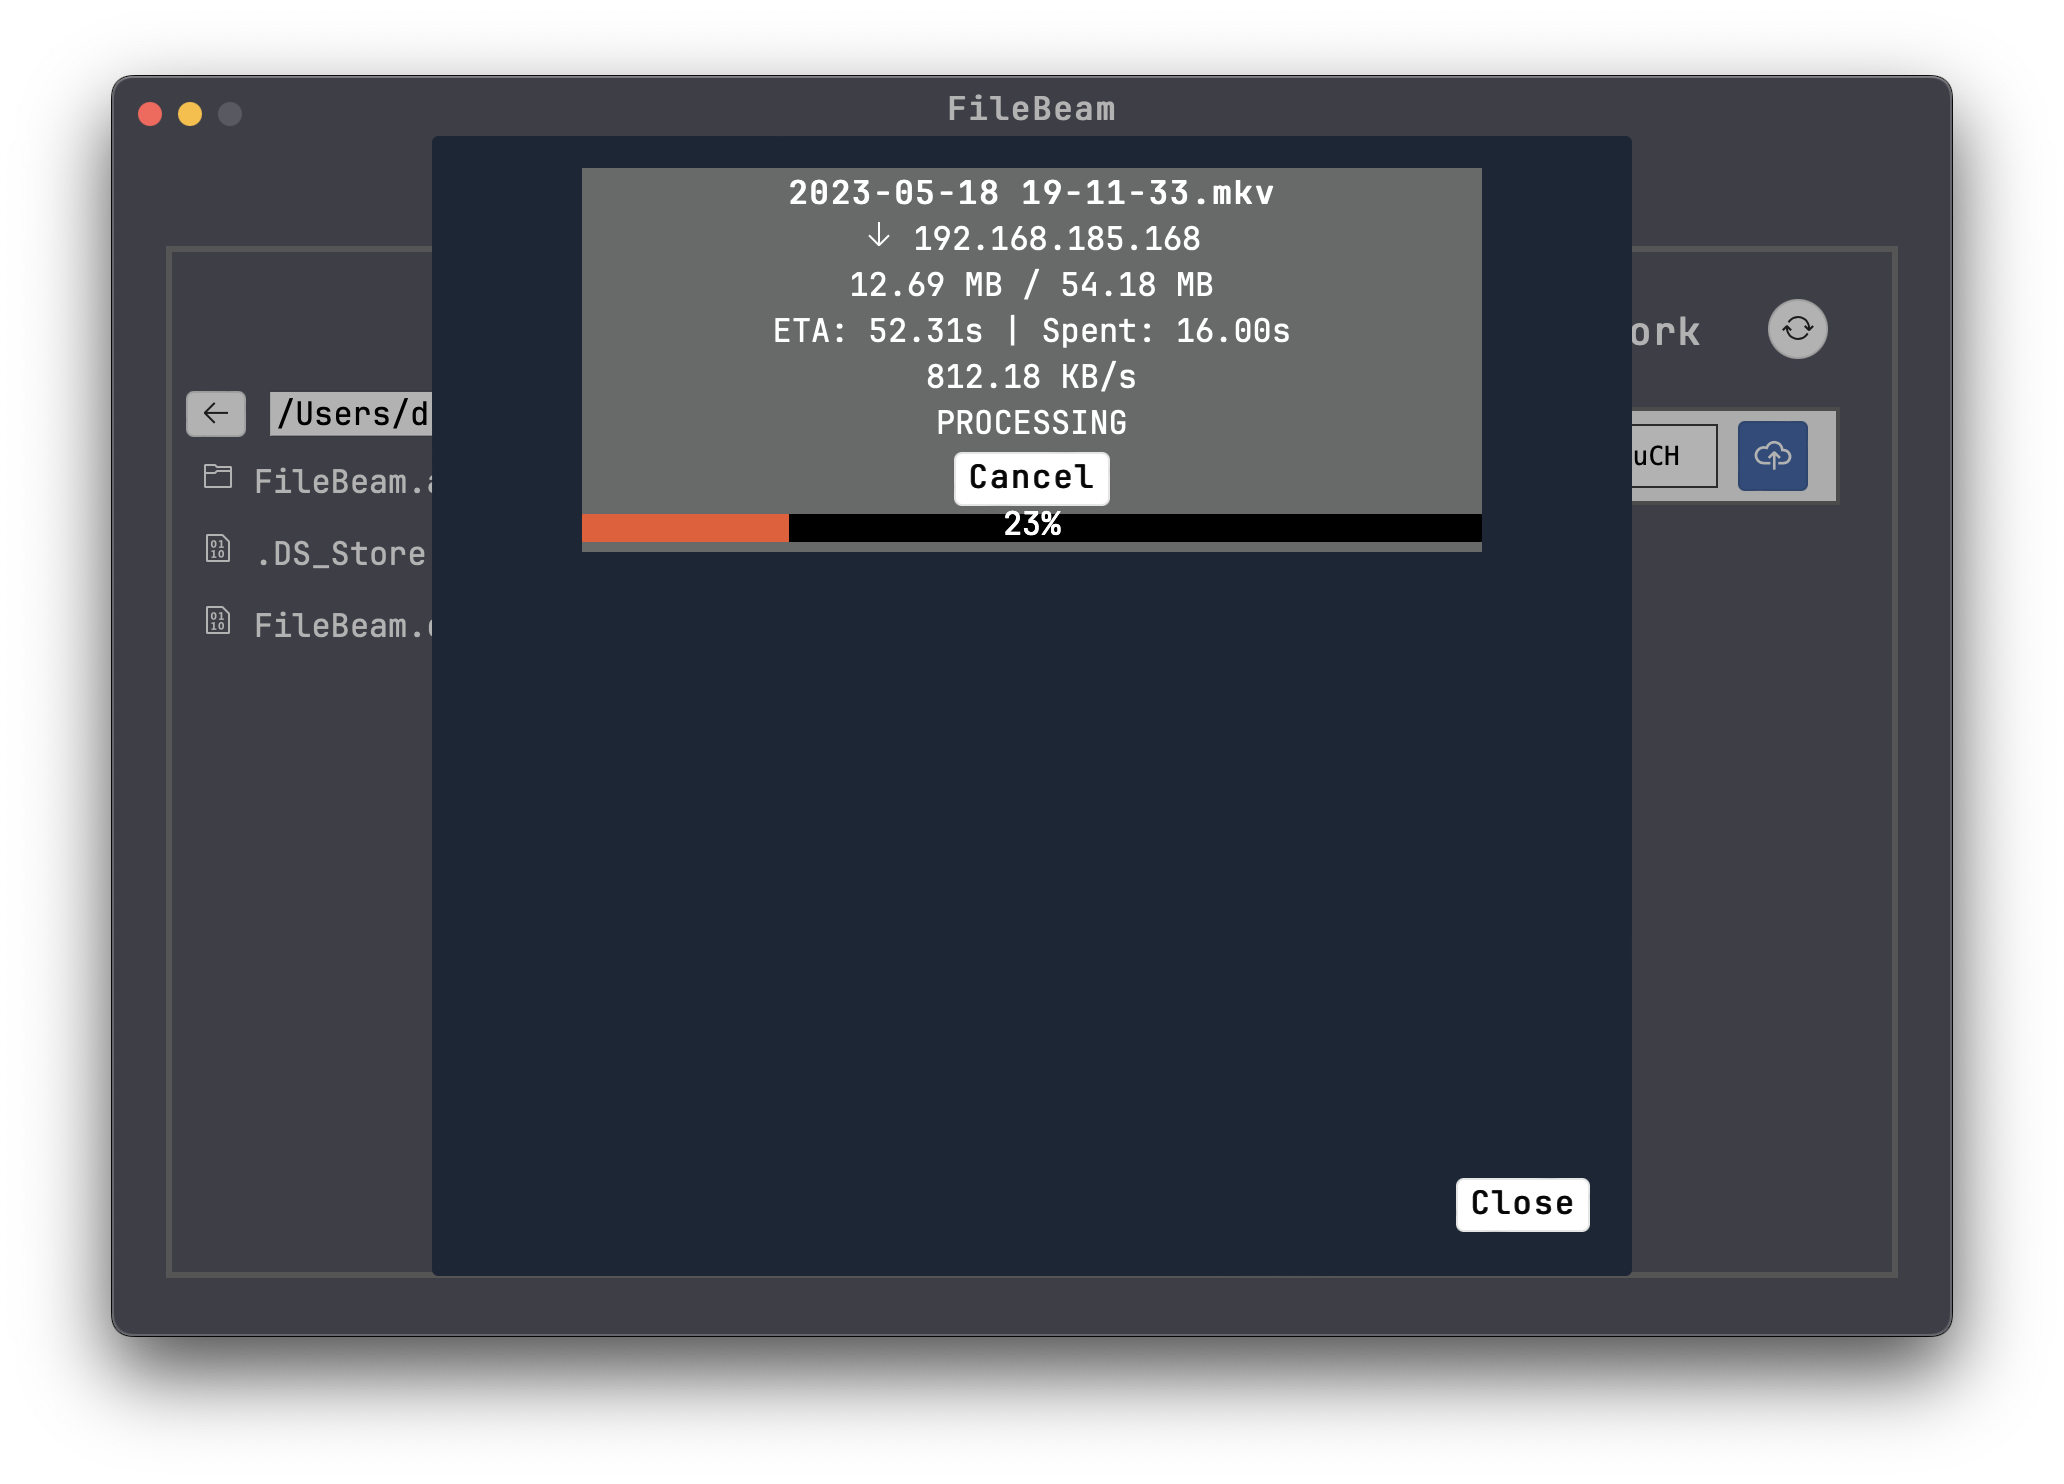 FileBeam
2023-05-18 19-11-33.mkv
↓ 192.168.185.168
12.69 MB / 54.18 MB
ETA: 52.31s | Spent: 16.00s
812.18 KB/s
PROCESSING
Cancel
23%
/Users/d
FileBeam.
.DS_Store
FileBeam.
ork
uCH
Close